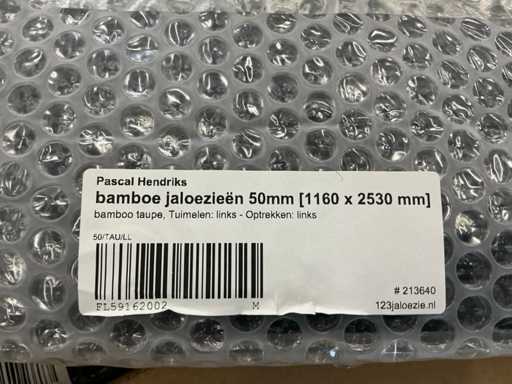 Pascal Hendriks
bamboe jaloezieën 50mm [1160 x 2530 mm]
bamboo taupe, Tuimelen: links - Optrekken: links
50/TAU/LL
FL59162002 M
# 213640
123jaloezie.nl